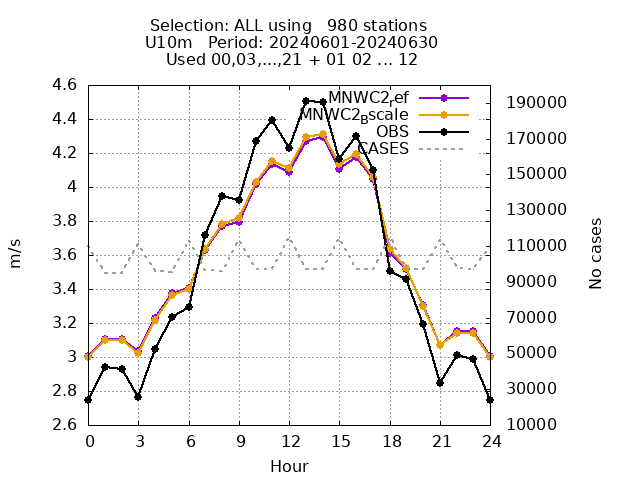 Selection: ALL using   980 stations
U10m   Period: 20240601-20240630
Used 00,03,...,21 + 01 02 ... 12
MNWC2ref
MNWC2Bscale
OBS
CASES
4.6
4.4
4.2
4
3.8
3.6
3.4
3.2
3
2.8
2.6
m/s
190000
170000
150000
130000
110000
90000
70000
50000
30000
10000
No cases
0 3 6 9 12 15 18 21 24
Hour